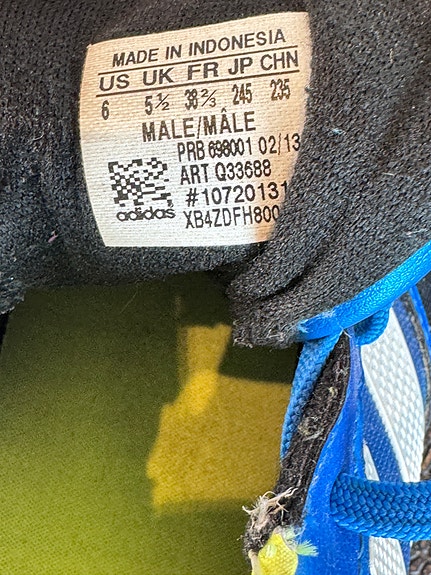 MADE IN INDONESIA
US UK FR JP CHN
6 5½ 38⅔ 245 235
MALE/MÂLE
PRB 698001 02/13
ART Q33688
#10720131
adidas XB4ZDFH800